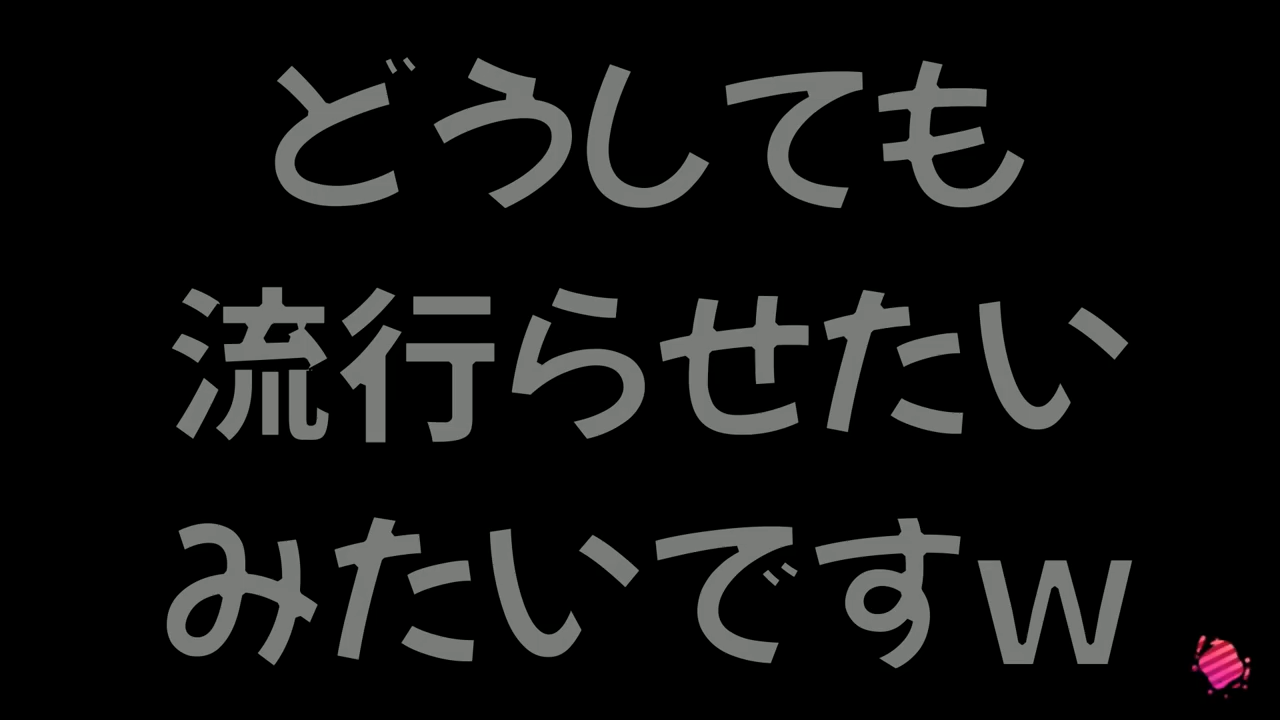 どうしても
流行らせたい
みたいですw